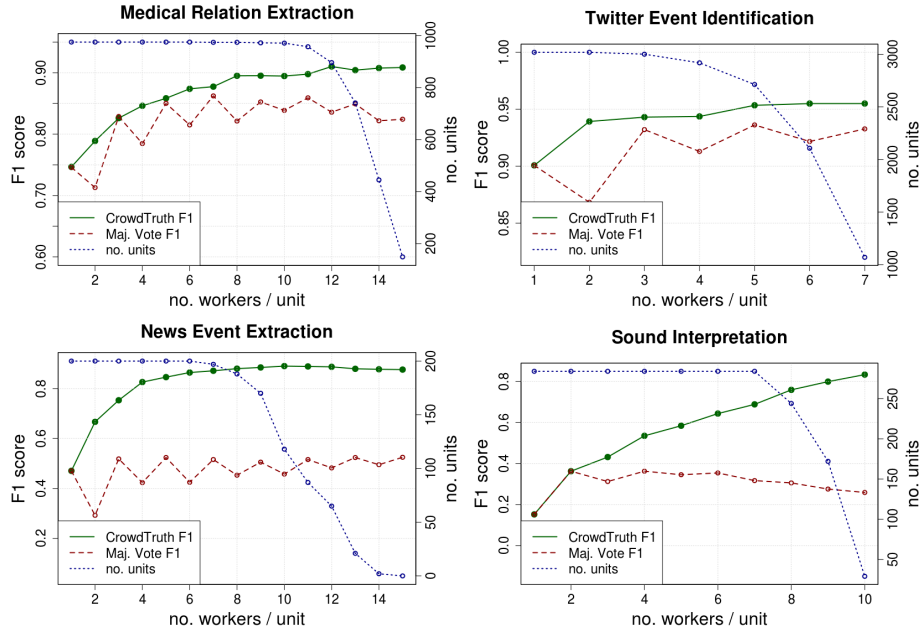 Medical Relation Extraction
F1 score
0.90
0.80
0.70
0.60
1000
800
600
400
200
no. units
CrowdTruth F1
Maj. Vote F1
no. units
2 4 6 8 10 12 14
no. workers / unit
Twitter Event Identification
F1 score
1.00
0.95
0.90
0.85
3000
2500
2000
1500
1000
no. units
CrowdTruth F1
Maj. Vote F1
no. units
1 2 3 4 5 6 7
no. workers / unit
News Event Extraction
F1 score
0.8
0.6
0.4
0.2
200
150
100
50
0
no. units
CrowdTruth F1
Maj. Vote F1
no. units
2 4 6 8 10 12 14
no. workers / unit
Sound Interpretation
F1 score
0.8
0.6
0.4
0.2
0.0
250
200
150
100
50
no. units
CrowdTruth F1
Maj. Vote F1
no. units
2 4 6 8 10
no. workers / unit